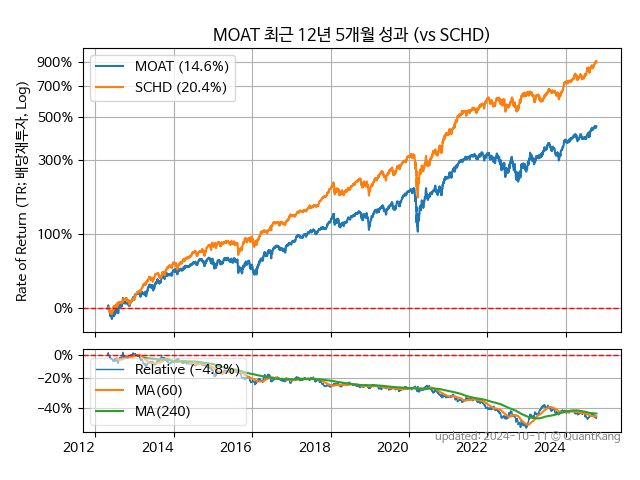 MOAT 최근 12년 5개월 성과 (vs SCHD)
Rate of Return (TR; 배당재투자, Log)
900%
700%
500%
300%
100%
0%
MOAT (14.6%)
SCHD (20.4%)
0%
−20%
−40%
Relative (−4.8%)
MA(60)
MA(240)
updated: 2024-10-11 © QuantKang
2012
2014
2016
2018
2020
2022
2024